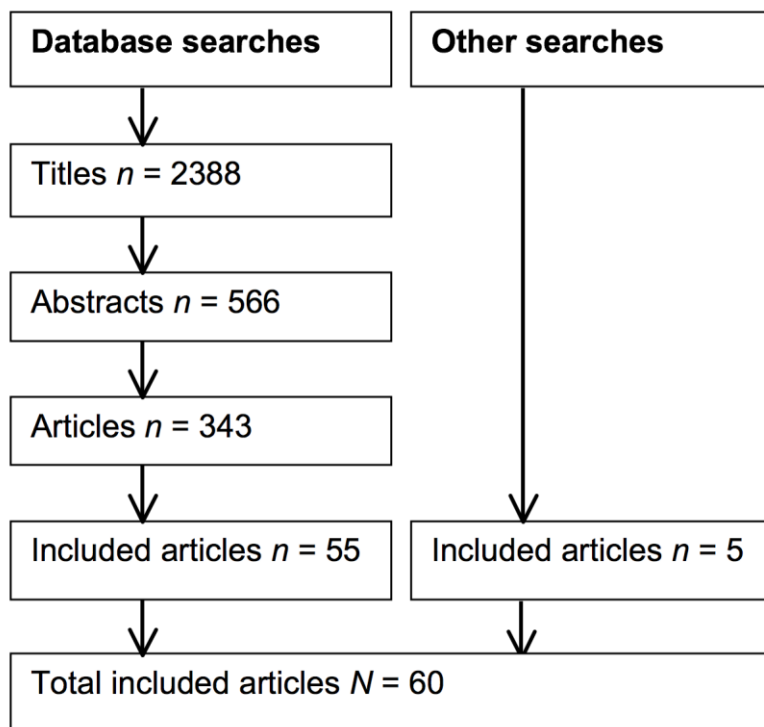 Database searches
Other searches
Titles n = 2388
Abstracts n = 566
Articles n = 343
Included articles n = 55
Included articles n = 5
Total included articles N = 60